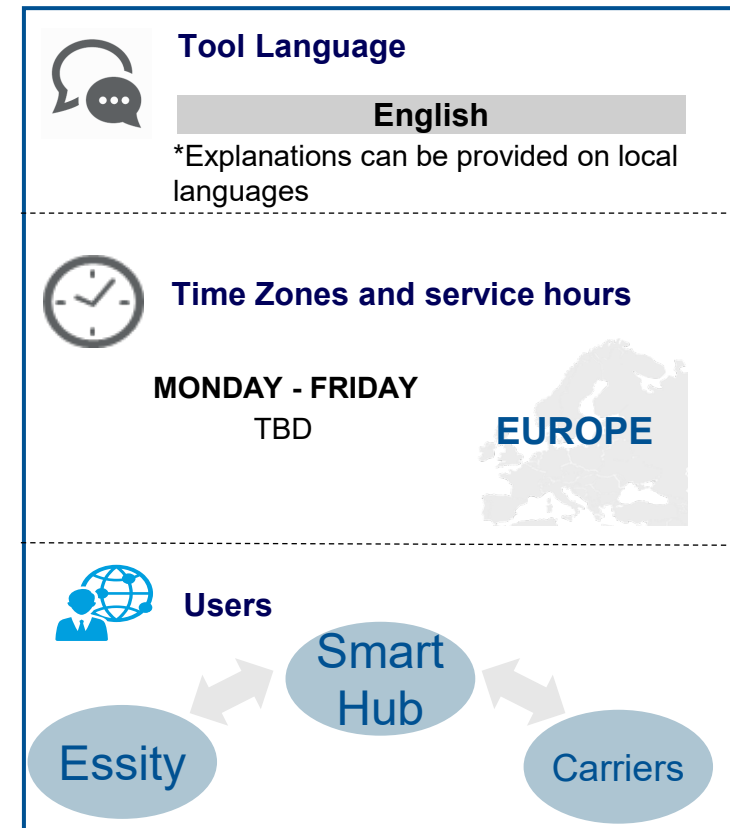 Tool Language
English
*Explanations can be provided on local
languages
Time Zones and service hours
MONDAY - FRIDAY
TBD
EUROPE
Users
Smart
Hub
Essity
Carriers